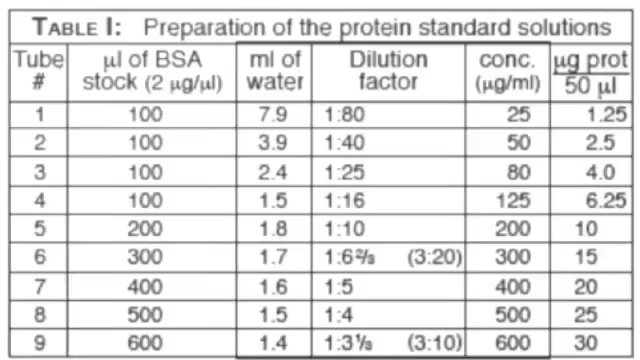 TABLE I: Preparation of the protein standard solutions
Tube # μl of BSA stock (2 μg/μl) ml of water Dilution factor conc. (μg/ml) μg prot 50 μl
1 100 7.9 1:80 25 1.25
2 100 3.9 1:40 50 2.5
3 100 2.4 1:25 80 4.0
4 100 1.5 1:16 125 6.25
5 200 1.8 1:10 200 10
6 300 1.7 1:6⅔ (3:20) 300 15
7 400 1.6 1:5 400 20
8 500 1.5 1:4 500 25
9 600 1.4 1:3⅓ (3:10) 600 30